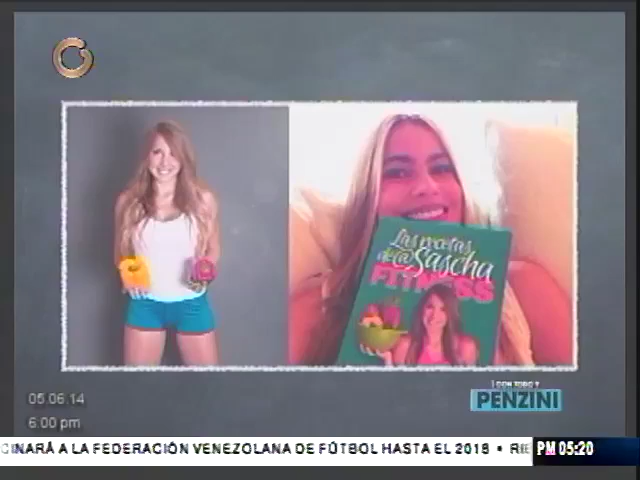 Las recetas
de @Sascha
FITNESS
¡CON TODO Y
PENZINI
05.06.14
6:00 pm
CINARÁ A LA FEDERACIÓN VENEZOLANA DE FÚTBOL HASTA EL 2018 • RIE
PM 05:20